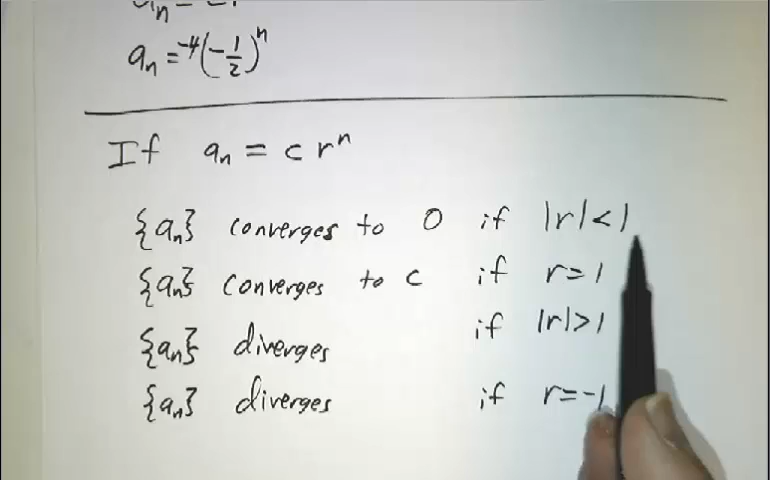 aₙ = -4(-1/2)ⁿ
If aₙ = c rⁿ
{aₙ} converges to 0 if |r| < 1
{aₙ} converges to c if r = 1
{aₙ} diverges if |r| > 1
{aₙ} diverges if r = -1